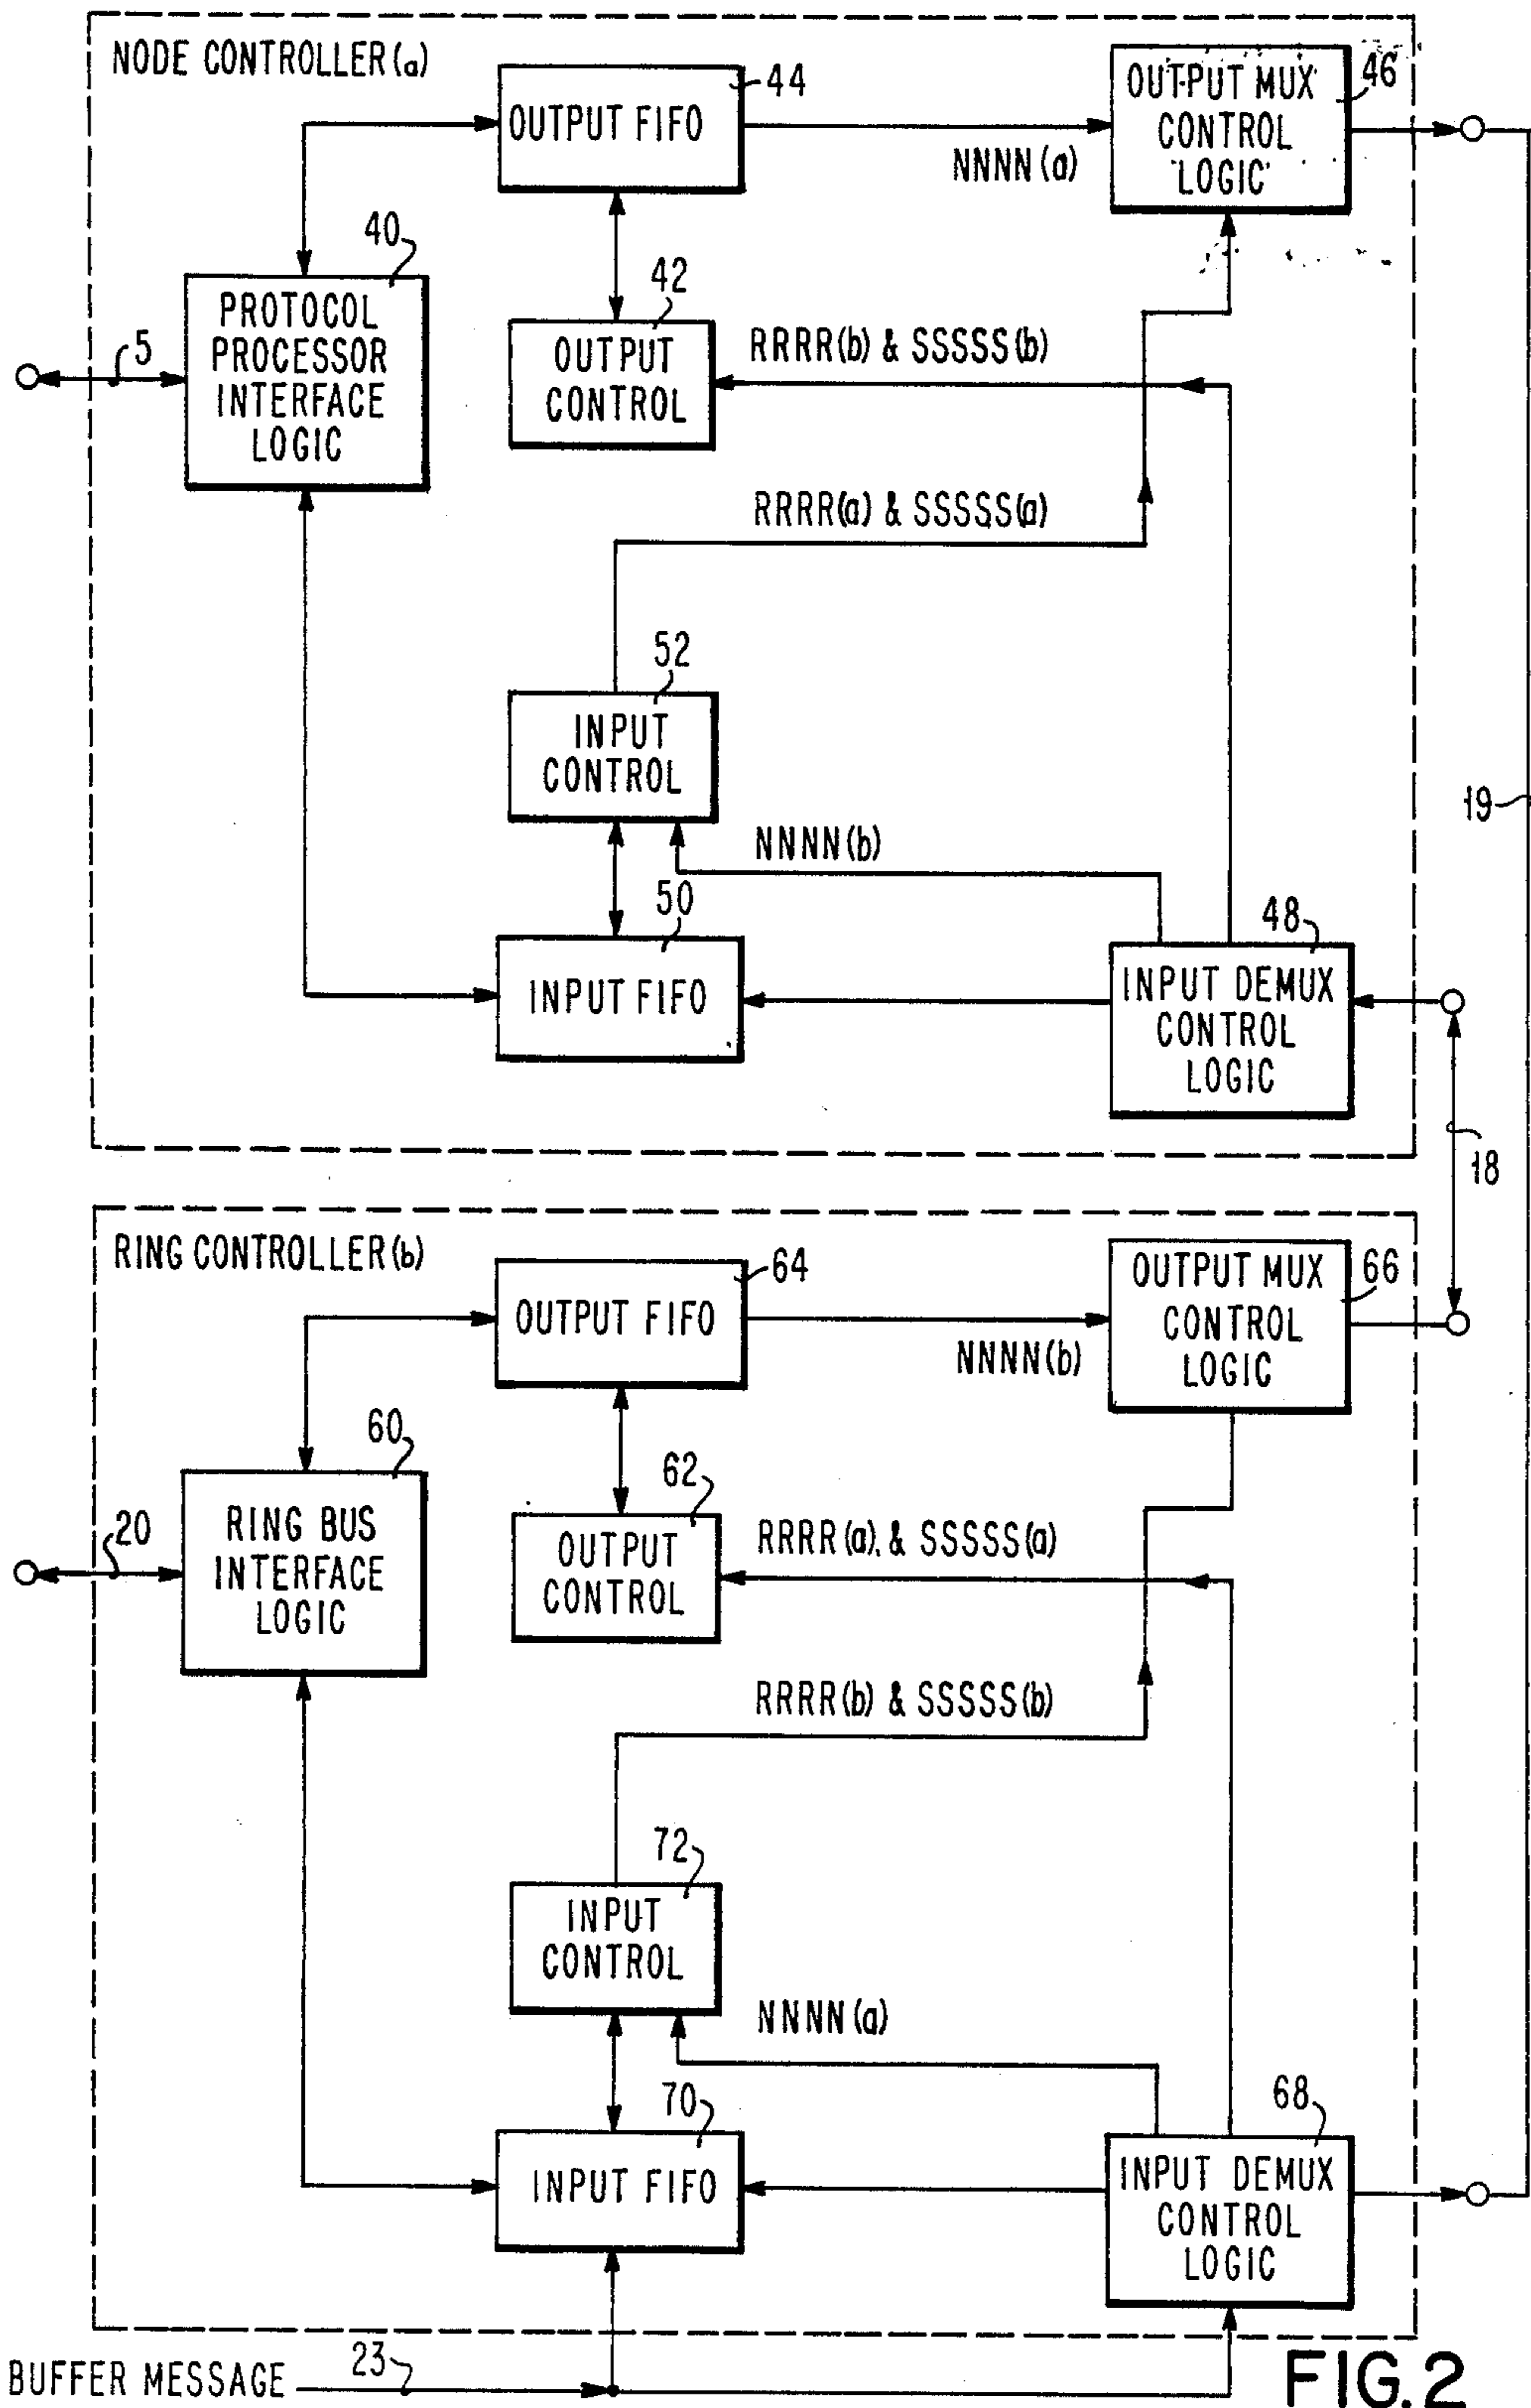 NODE CONTROLLER(a)
OUTPUT FIFO
44
NNNN(a)
OUTPUT MUX
CONTROL
LOGIC
46
40
PROTOCOL
PROCESSOR
INTERFACE
LOGIC
5
42
OUTPUT
CONTROL
RRRR(b) & SSSSS(b)
RRRR(a) & SSSSS(a)
52
INPUT
CONTROL
19
NNNN(b)
50
INPUT FIFO
48
INPUT DEMUX
CONTROL
LOGIC
18
RING CONTROLLER(b)
OUTPUT FIFO
64
NNNN(b)
OUTPUT MUX
CONTROL
LOGIC
66
60
RING BUS
INTERFACE
LOGIC
20
62
OUTPUT
CONTROL
RRRR(a) & SSSSS(a)
RRRR(b) & SSSSS(b)
72
INPUT
CONTROL
NNNN(a)
70
INPUT FIFO
68
INPUT DEMUX
CONTROL
LOGIC
BUFFER MESSAGE
23
FIG.2